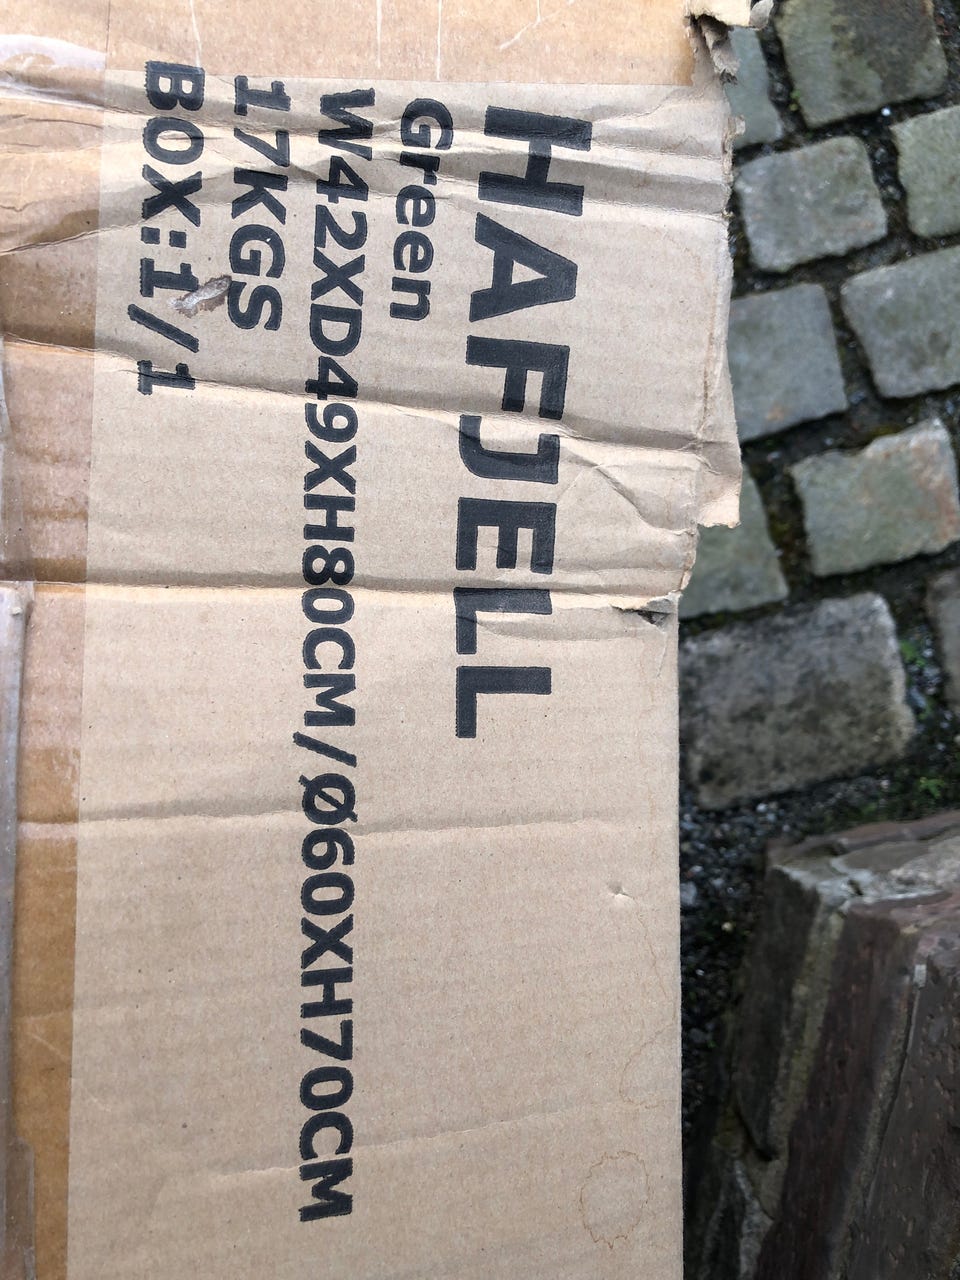 HAFJELL
Green
W42XD49XH80CM/Ø60XH70CM
17KGS
BOX:1/1